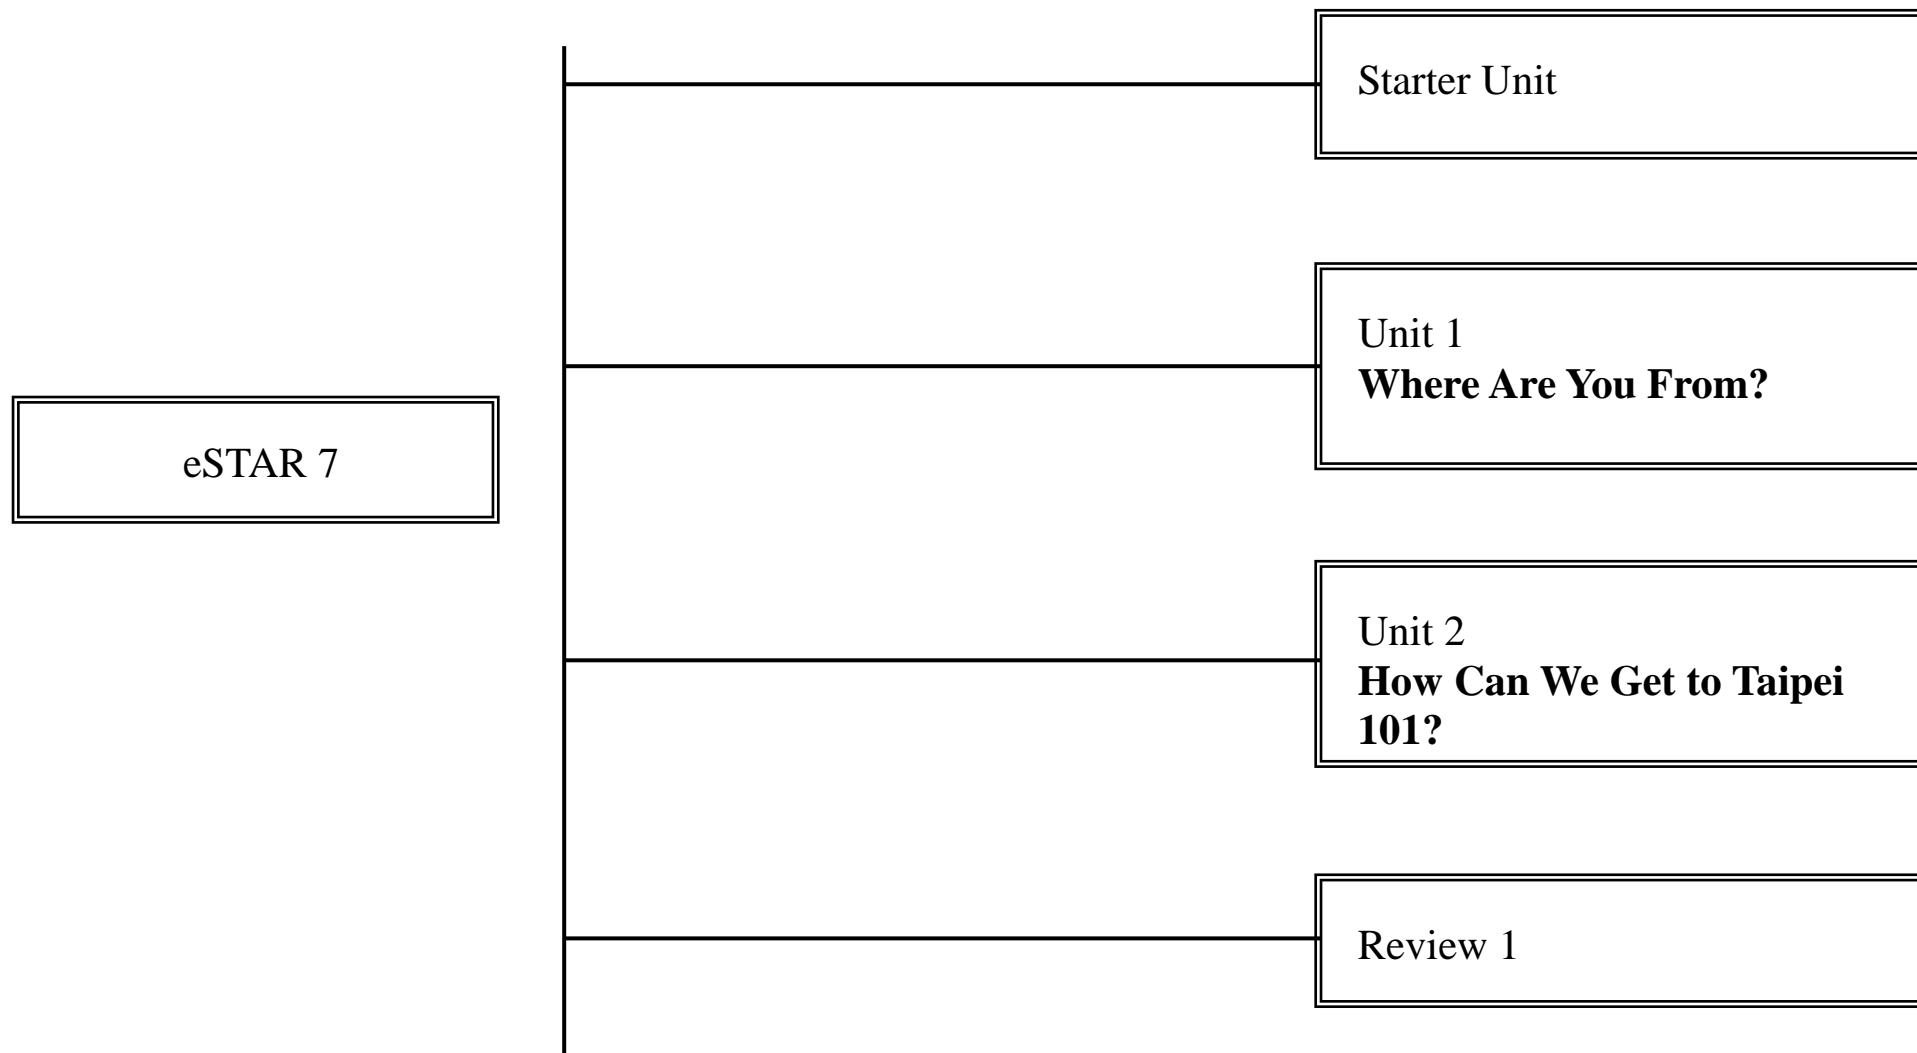 Starter Unit
Unit 1
Where Are You From?
eSTAR 7
Unit 2
How Can We Get to Taipei
101?
Review 1